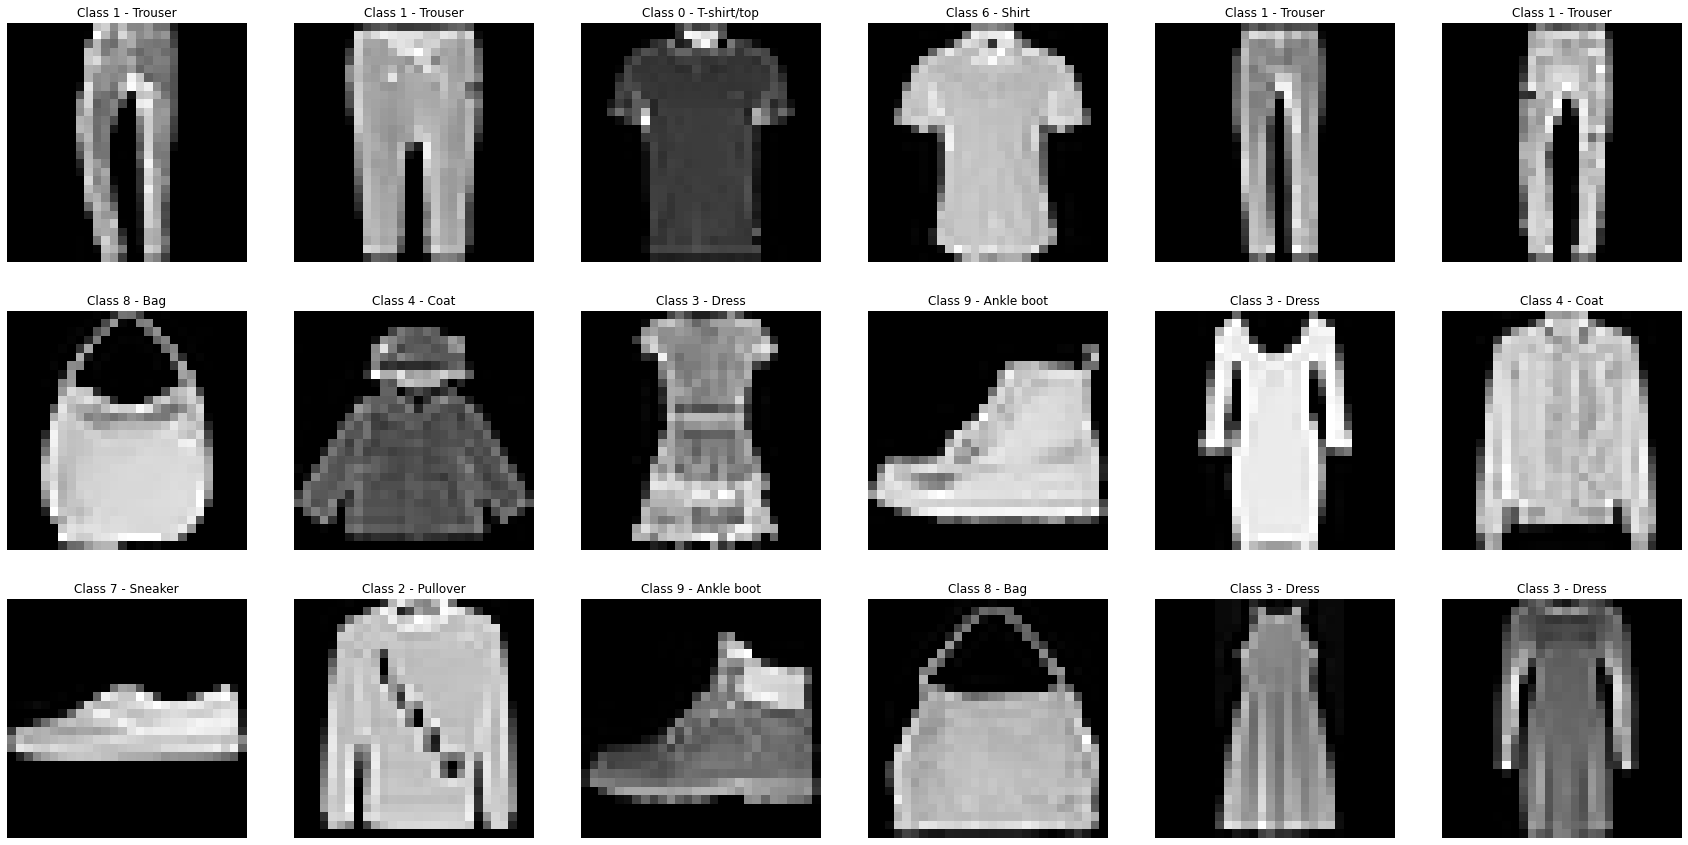 Class 1 - Trouser
Class 1 - Trouser
Class 0 - T-shirt/top
Class 6 - Shirt
Class 1 - Trouser
Class 1 - Trouser
Class 8 - Bag
Class 4 - Coat
Class 3 - Dress
Class 9 - Ankle boot
Class 3 - Dress
Class 4 - Coat
Class 7 - Sneaker
Class 2 - Pullover
Class 9 - Ankle boot
Class 8 - Bag
Class 3 - Dress
Class 3 - Dress